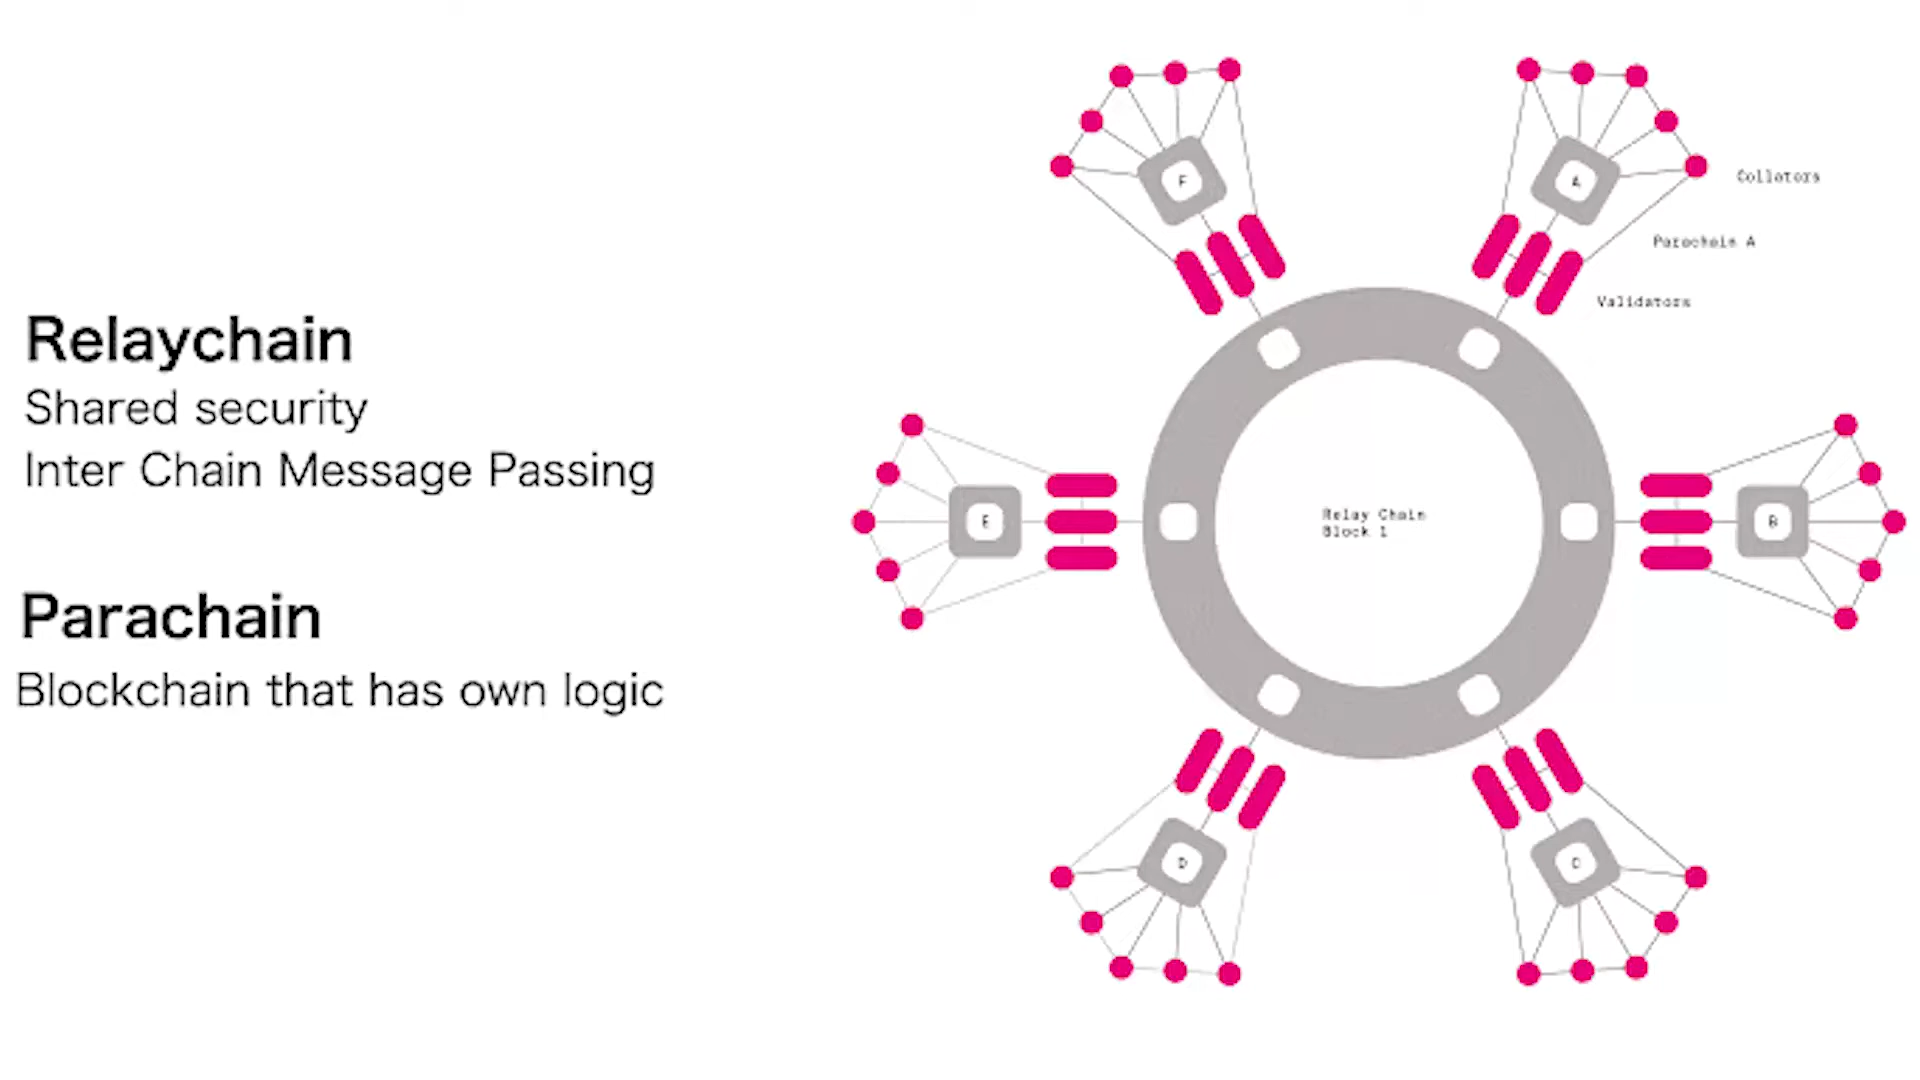 Relaychain
Shared security
Inter Chain Message Passing
Parachain
Blockchain that has own logic
F
A
Collators
Parachain A
Validators
E
Relay Chain
Block 1
B
D
C